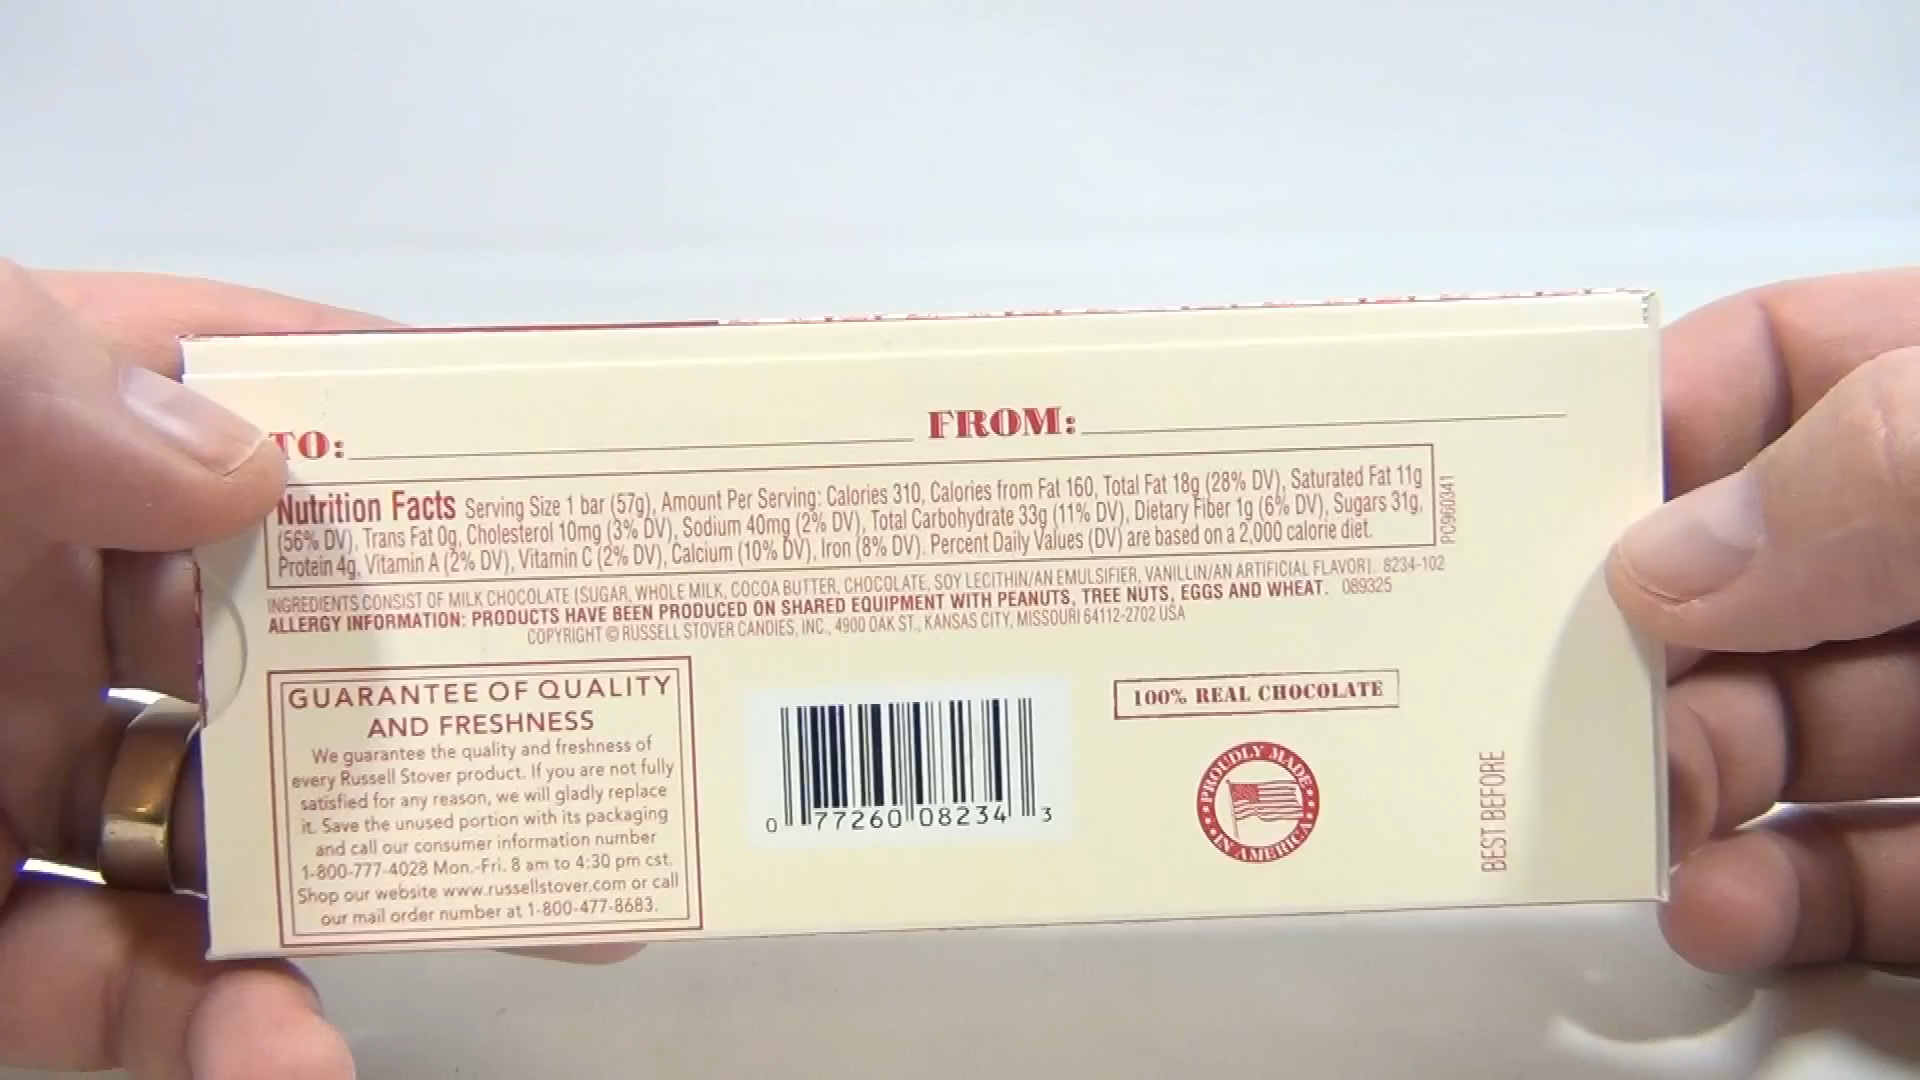 TO: FROM:
Nutrition Facts Serving Size 1 bar (57g), Amount Per Serving: Calories 310, Calories from Fat 160, Total Fat 18g (28% DV), Saturated Fat 11g
(56% DV), Trans Fat 0g, Cholesterol 10mg (3% DV), Sodium 40mg (2% DV), Total Carbohydrate 33g (11% DV), Dietary Fiber 1g (6% DV), Sugars 31g,
Protein 4g, Vitamin A (2% DV), Vitamin C (2% DV), Calcium (10% DV), Iron (8% DV). Percent Daily Values (DV) are based on a 2,000 calorie diet.
PC960341
INGREDIENTS CONSIST OF MILK CHOCOLATE (SUGAR, WHOLE MILK, COCOA BUTTER, CHOCOLATE, SOY LECITHIN/AN EMULSIFIER, VANILLIN/AN ARTIFICIAL FLAVOR). 8234-102
ALLERGY INFORMATION: PRODUCTS HAVE BEEN PRODUCED ON SHARED EQUIPMENT WITH PEANUTS, TREE NUTS, EGGS AND WHEAT. 089325
COPYRIGHT © RUSSELL STOVER CANDIES, INC., 4900 OAK ST., KANSAS CITY, MISSOURI 64112-2702 USA
GUARANTEE OF QUALITY
AND FRESHNESS
We guarantee the quality and freshness of
every Russell Stover product. If you are not fully
satisfied for any reason, we will gladly replace
it. Save the unused portion with its packaging
and call our consumer information number
1-800-777-4028 Mon.-Fri. 8 am to 4:30 pm cst.
Shop our website www.russellstover.com or call
our mail order number at 1-800-477-8683.
0 77260 08234 3
100% REAL CHOCOLATE
PROUDLY MADE
IN AMERICA
BEST BEFORE